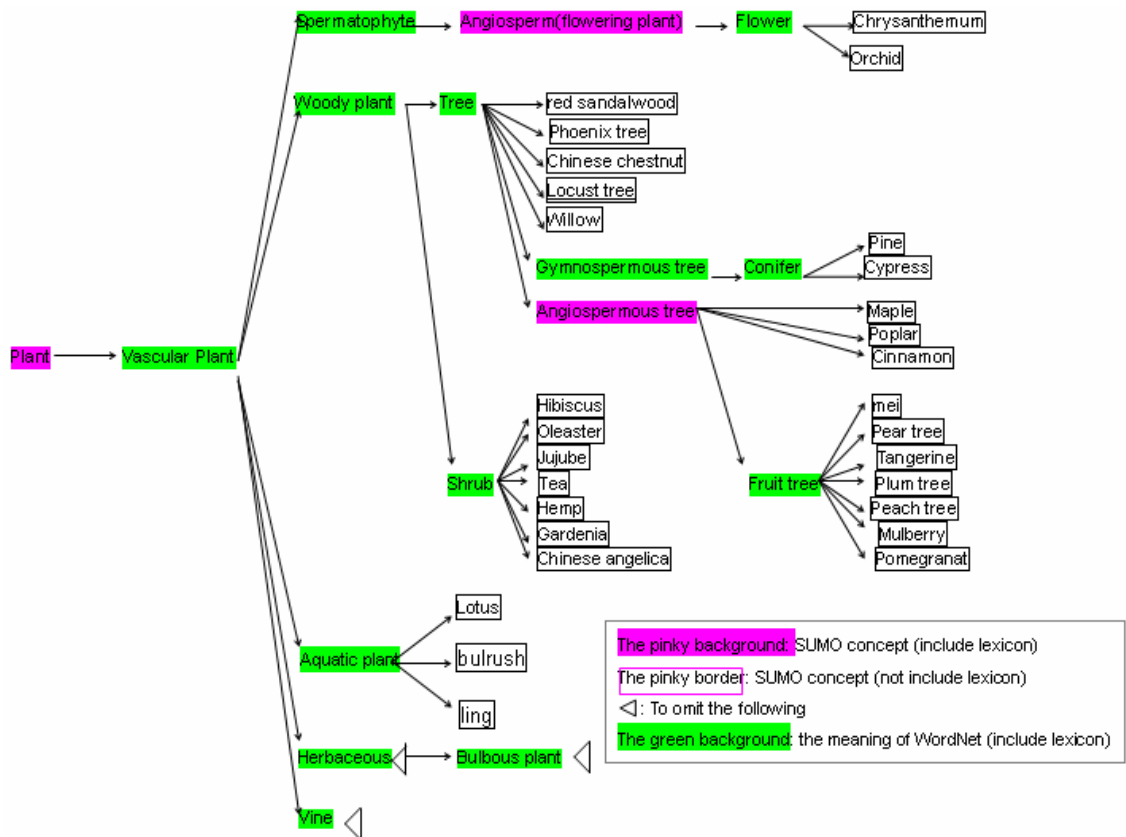 Spermatophyte
Angiosperm(flowering plant)
Flower
Chrysanthemum
Orchid
Woody plant
Tree
red sandalwood
Phoenix tree
Chinese chestnut
Locust tree
Willow
Gymnospermous tree
Conifer
Pine
Cypress
Angiospermous tree
Maple
Poplar
Cinnamon
Plant
Vascular Plant
Hibiscus
Oleaster
Jujube
Shrub
Tea
Hemp
Gardenia
Chinese angelica
mei
Pear tree
Tangerine
Fruit tree
Plum tree
Peach tree
Mulberry
Pomegranat
Lotus
Aquatic plant
bulrush
ling
Herbaceous
Bulbous plant
Vine
The pinky background: SUMO concept (include lexicon)
The pinky border: SUMO concept (not include lexicon)
: To omit the following
The green background: the meaning of WordNet (include lexicon)